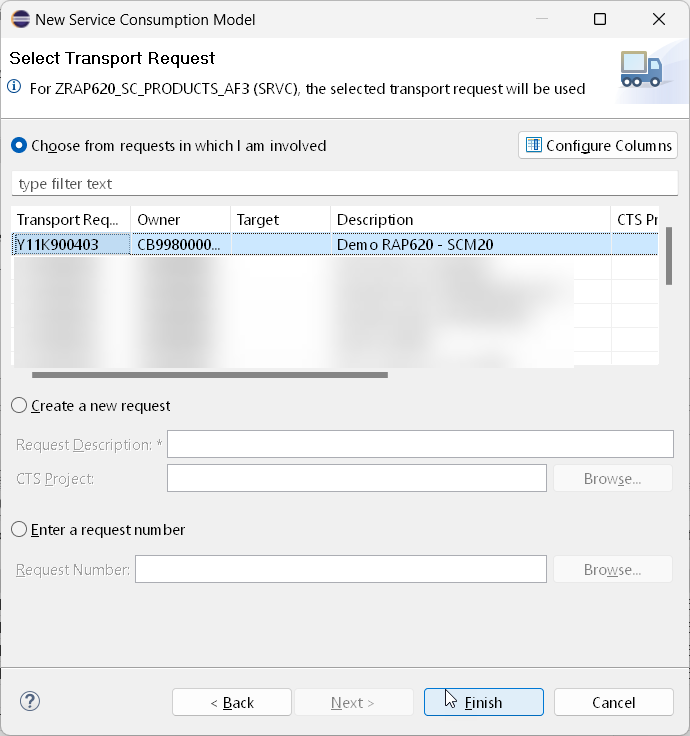 New Service Consumption Model
Select Transport Request
For ZRAP620_SC_PRODUCTS_AF3 (SRVC), the selected transport request will be used
Choose from requests in which I am involved
Configure Columns
type filter text
Transport Req... Owner Target Description CTS Pr
Y11K900403 CB9980000... Demo RAP620 - SCM20
Create a new request
Request Description: *
CTS Project:
Browse...
Enter a request number
Request Number:
Browse...
< Back Next > Finish Cancel